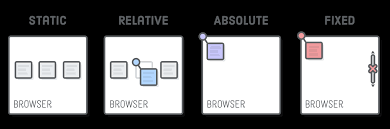 STATIC
RELATIVE
ABSOLUTE
FIXED
BROWSER
BROWSER
BROWSER
BROWSER